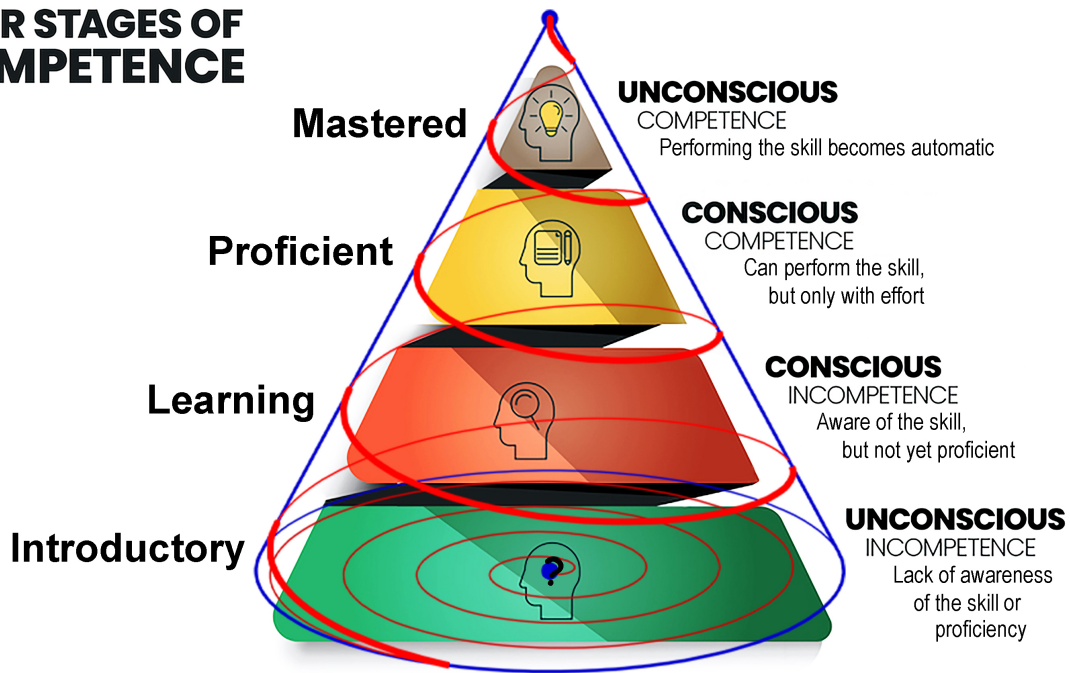 R STAGES OF
MPETENCE
Mastered
UNCONSCIOUS
COMPETENCE
Performing the skill becomes automatic
Proficient
CONSCIOUS
COMPETENCE
Can perform the skill,
but only with effort
Learning
CONSCIOUS
INCOMPETENCE
Aware of the skill,
but not yet proficient
Introductory
UNCONSCIOUS
INCOMPETENCE
Lack of awareness
of the skill or
proficiency
?